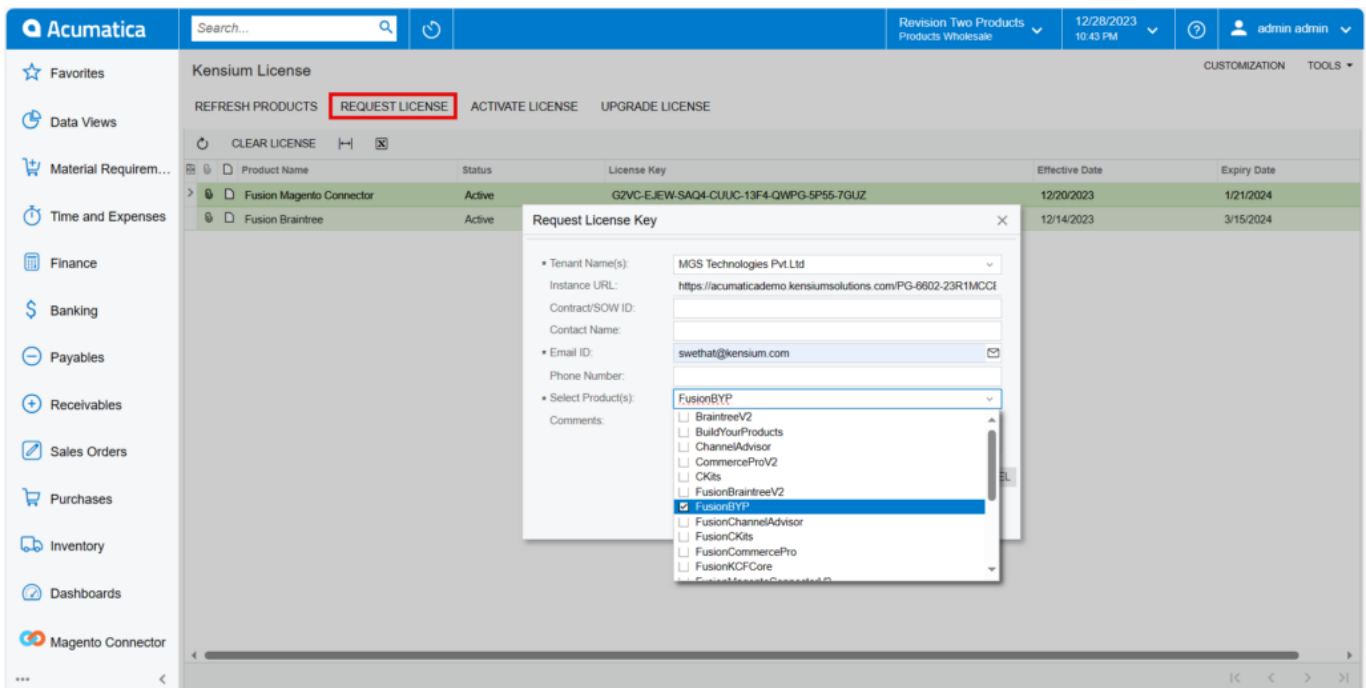 Acumatica
Search...
Revision Two Products
Products Wholesale
12/28/2023
10:43 PM
admin admin
Favorites
Data Views
Material Requirem...
Time and Expenses
Finance
Banking
Payables
Receivables
Sales Orders
Purchases
Inventory
Dashboards
Magento Connector
Kensium License
CUSTOMIZATION TOOLS
REFRESH PRODUCTS REQUEST LICENSE ACTIVATE LICENSE UPGRADE LICENSE
CLEAR LICENSE
Product Name Status License Key Effective Date Expiry Date
Fusion Magento Connector Active G2VC-EJEW-SAQ4-CUUC-13F4-QWPG-5P55-7GUZ 12/20/2023 1/21/2024
Fusion Braintree Active 12/14/2023 3/15/2024
Request License Key
Tenant Name(s): MGS Technologies Pvt.Ltd
Instance URL: https://acumaticademo.kensiumsolutions.com/PG-6602-23R1MCCE
Contract/SOW ID:
Contact Name:
Email ID: swethat@kensium.com
Phone Number:
Select Product(s): FusionBYP
Comments:
BraintreeV2
BuildYourProducts
ChannelAdvisor
CommerceProV2
CKits
FusionBraintreeV2
FusionBYP
FusionChannelAdvisor
FusionCKits
FusionCommercePro
FusionKCFCore